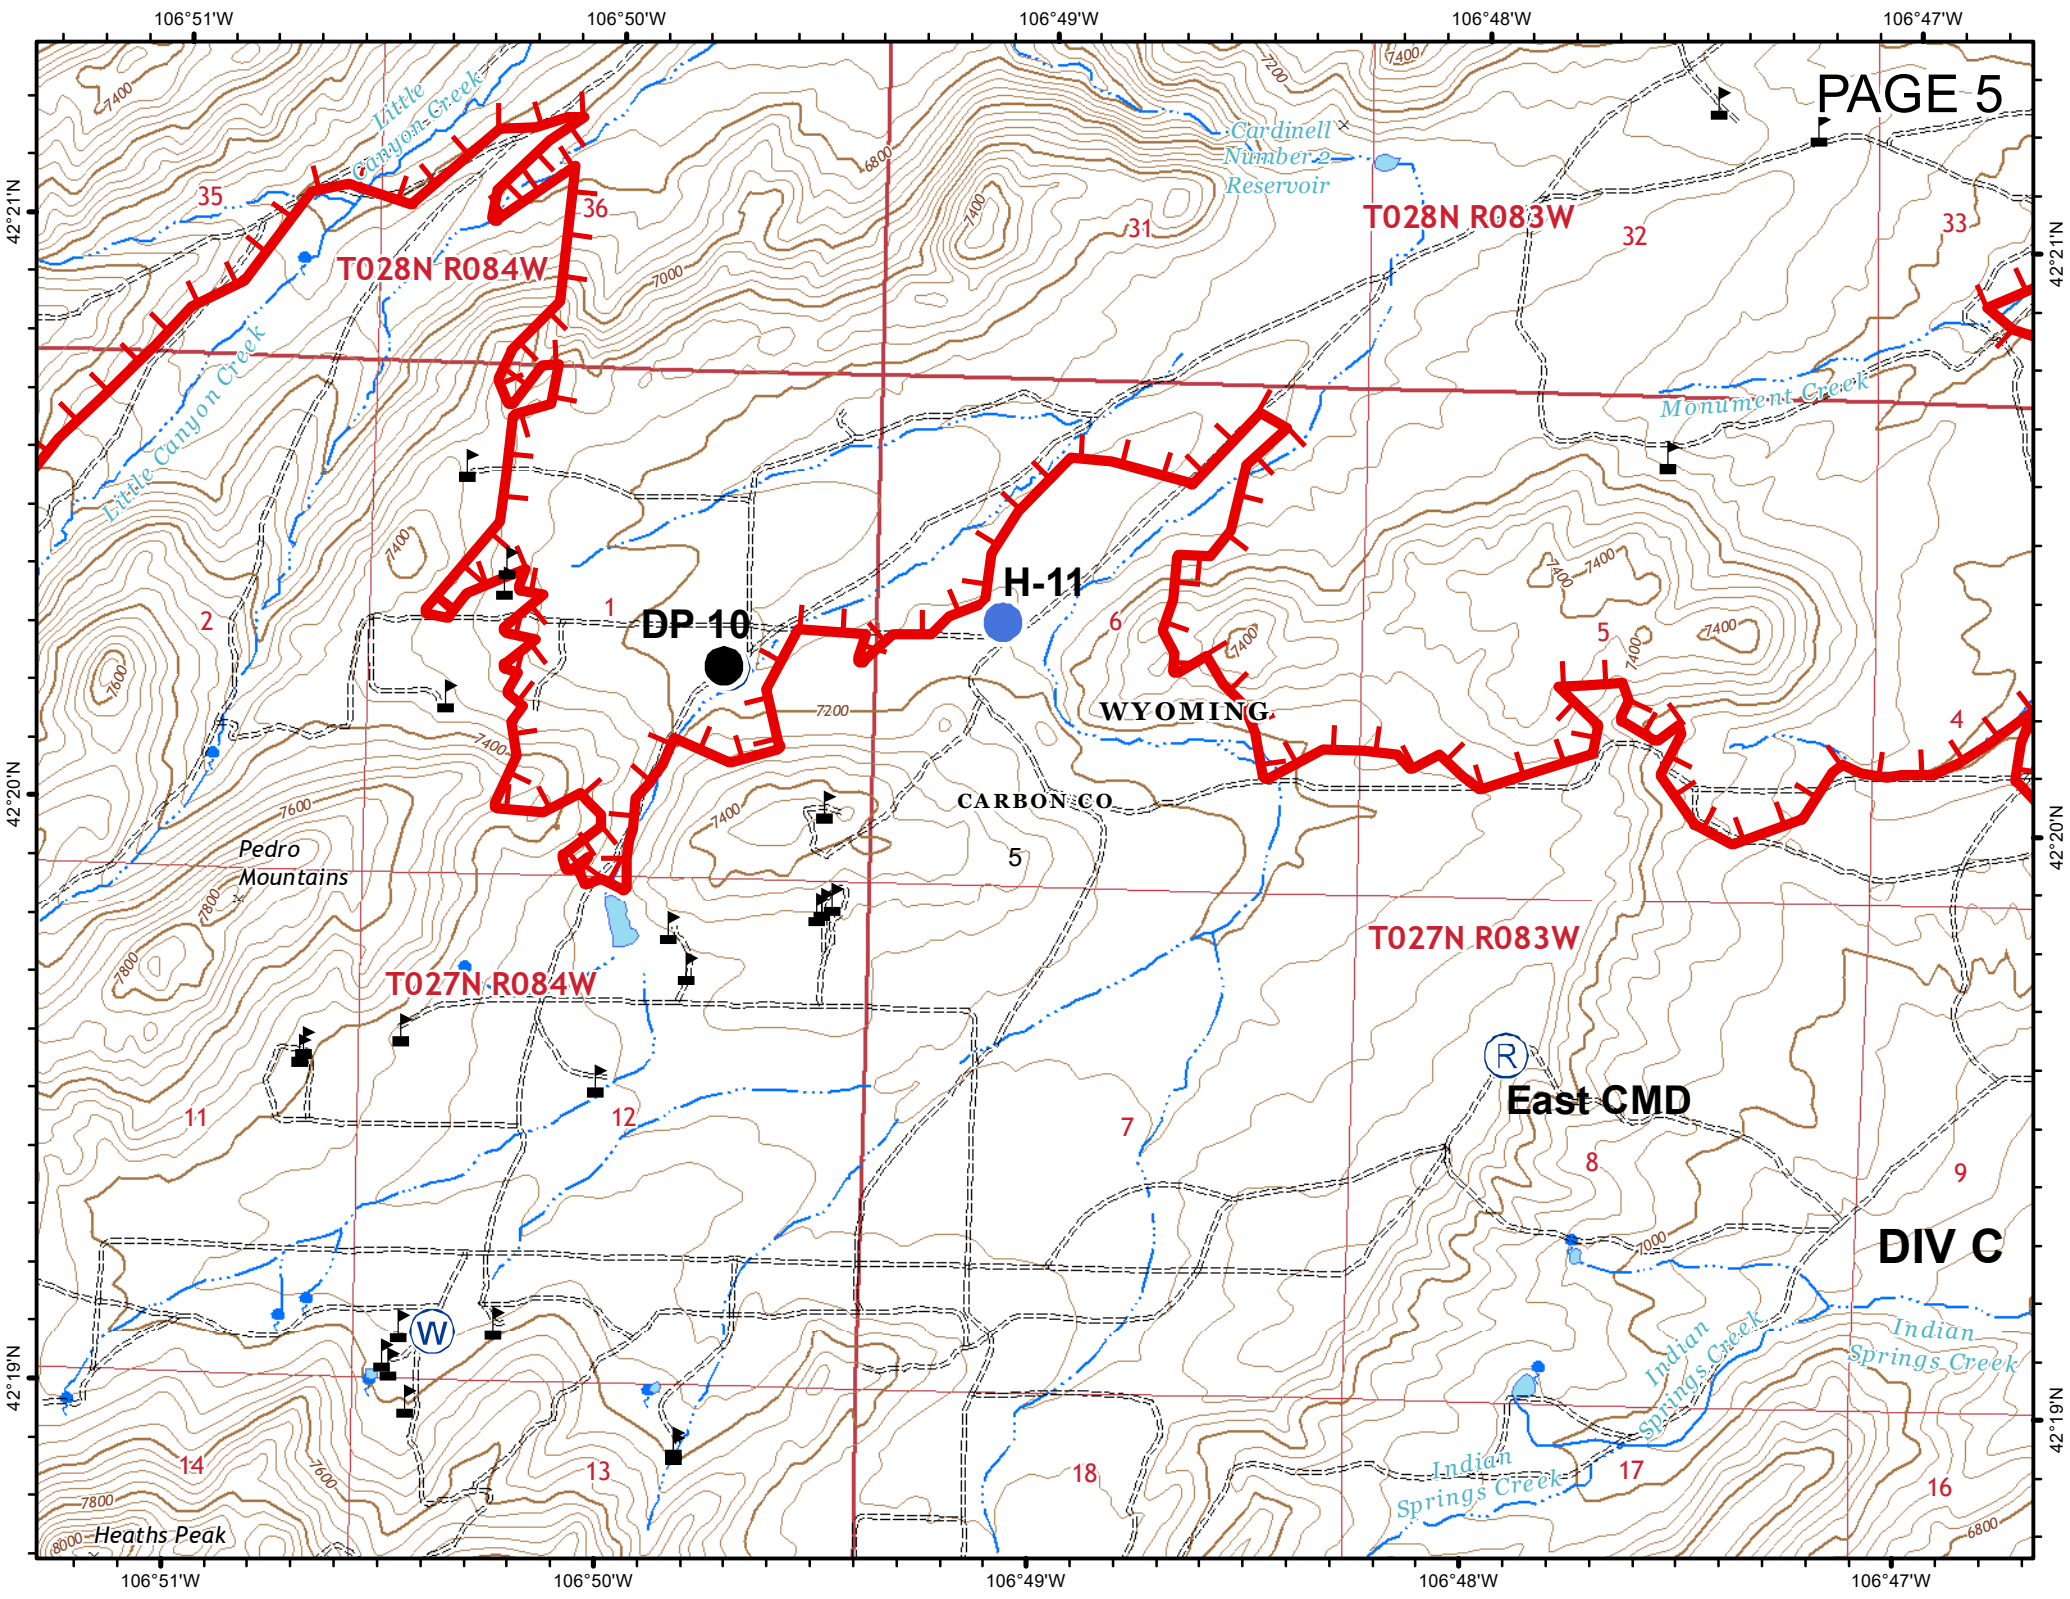 106°51'W
106°50'W
106°49'W
106°48'W
106°47'W
PAGE 5
7400
7200
7400
Little
Canyon Creek
6800
Cardinell
Number 2
Reservoir
35
36
7400
31
T028N R083W
32
33
42°21'N
42°21'N
T028N R084W
7000
Little Canyon Creek
Monument Creek
7400
7400
7400
H-11
2
1
DP 10
6
5
7400
7400
7400
7600
WYOMING
7200
4
7400
42°20'N
42°20'N
7600
7400
CARBON CO
Pedro
Mountains
5
7800
7800
T027N R083W
T027N R084W
R
East CMD
11
12
7
8
9
7000
DIV C
W
Indian
Springs Creek
Indian
Springs Creek
42°19'N
42°19'N
14
7600
13
18
Indian
Springs Creek
17
16
7800
8000
Heaths Peak
6800
106°51'W
106°50'W
106°49'W
106°48'W
106°47'W